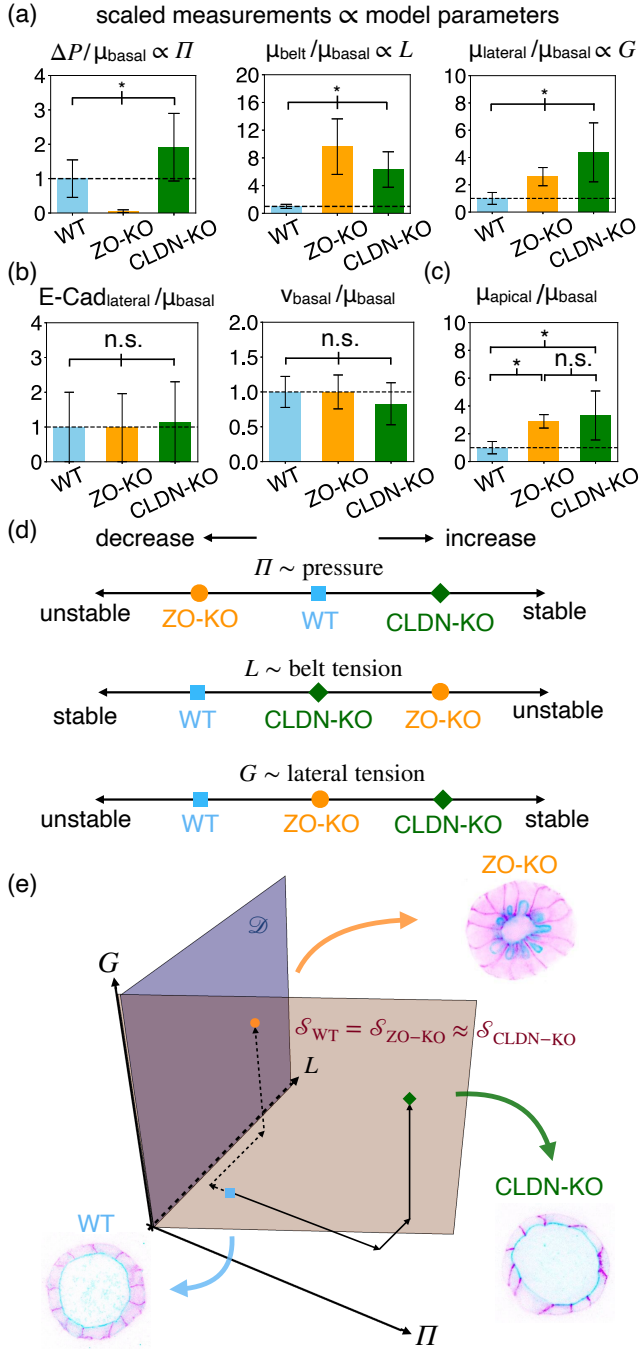 (a)
scaled measurements ∝ model parameters
ΔP/μbasal ∝ Π
μbelt/μbasal ∝ L
μlateral/μbasal ∝ G
4
3
2
1
0
*
WT
ZO-KO
CLDN-KO
20
16
12
8
4
0
*
WT
ZO-KO
CLDN-KO
10
8
6
4
2
0
*
WT
ZO-KO
CLDN-KO
(b)
(c)
E-Cadlateral/μbasal
vbasal/μbasal
μapical/μbasal
4
3
2
1
0
n.s.
WT
ZO-KO
CLDN-KO
2.0
1.5
1.0
0.5
0.0
n.s.
WT
ZO-KO
CLDN-KO
10
8
6
4
2
0
*
*
n.s.
WT
ZO-KO
CLDN-KO
(d)
decrease
increase
Π ~ pressure
unstable
ZO-KO
WT
CLDN-KO
stable
L ~ belt tension
stable
WT
CLDN-KO
ZO-KO
unstable
G ~ lateral tension
unstable
WT
ZO-KO
CLDN-KO
stable
(e)
ZO-KO
𝒟
G
𝒮WT = 𝒮ZO−KO ≈ 𝒮CLDN−KO
L
CLDN-KO
WT
Π